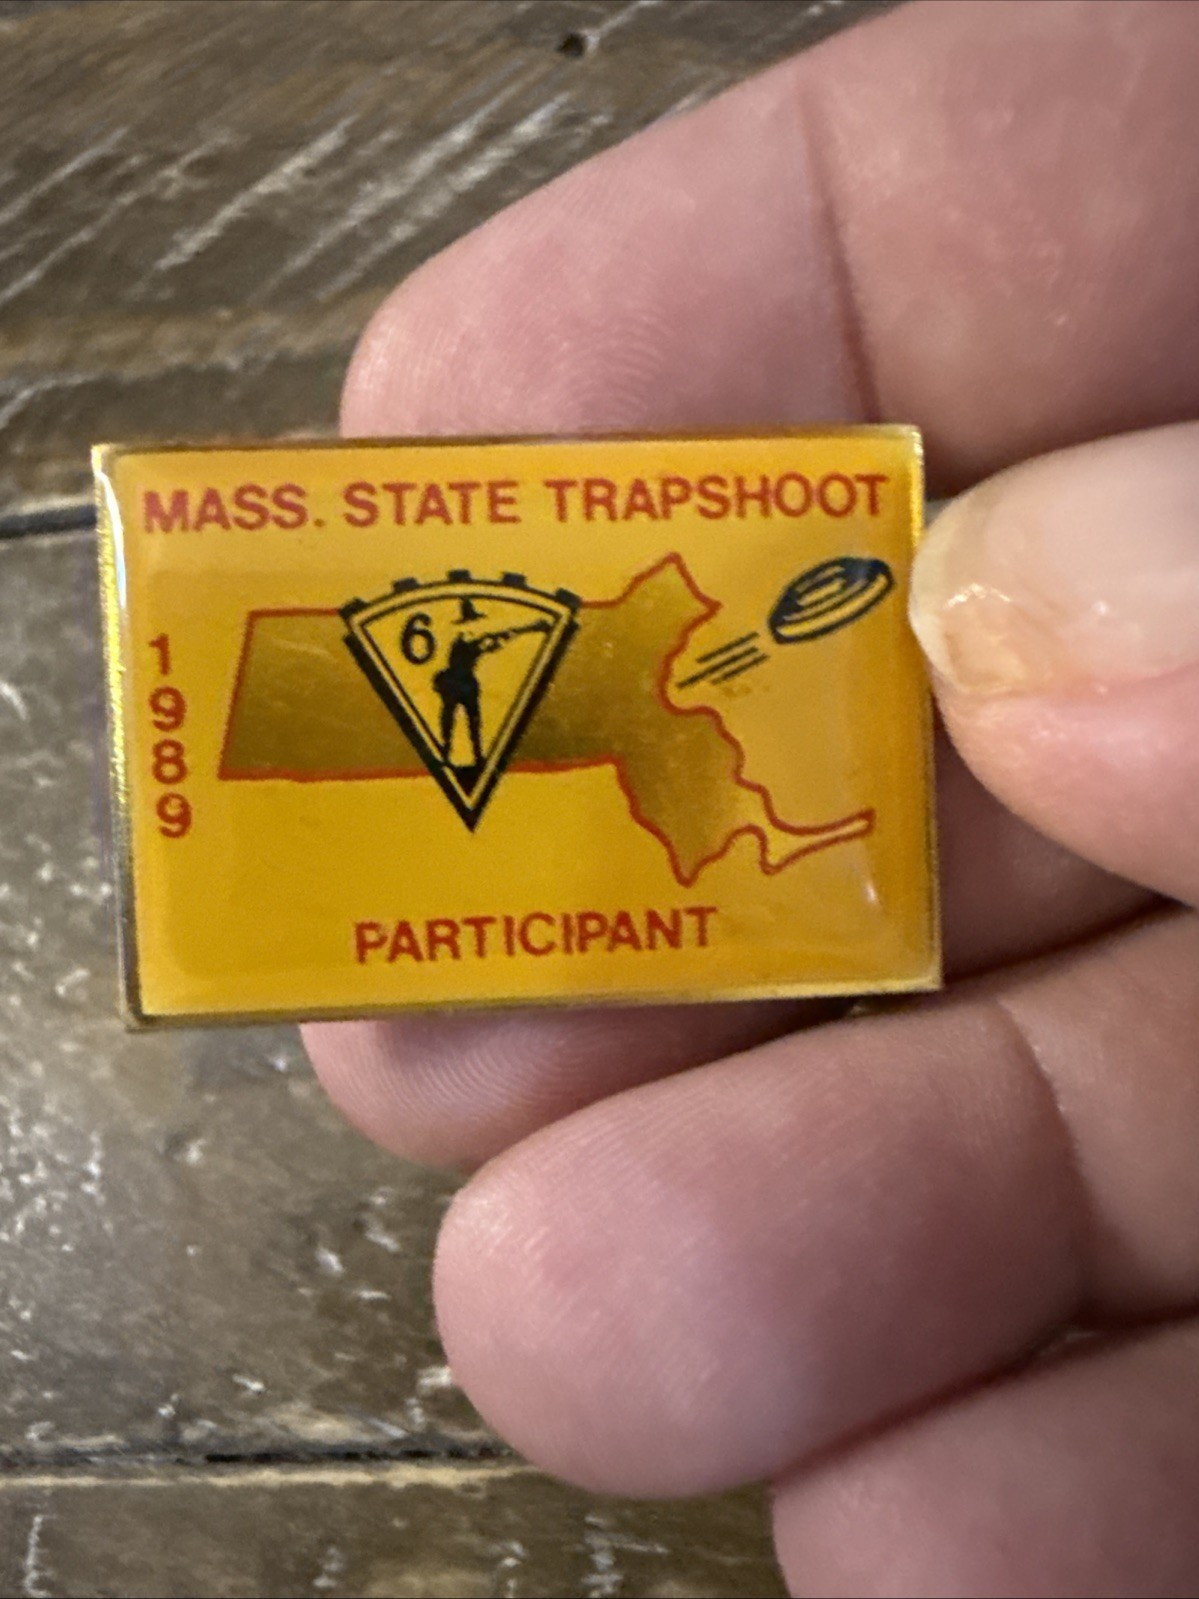 MASS. STATE TRAPSHOOT
6
1989
PARTICIPANT